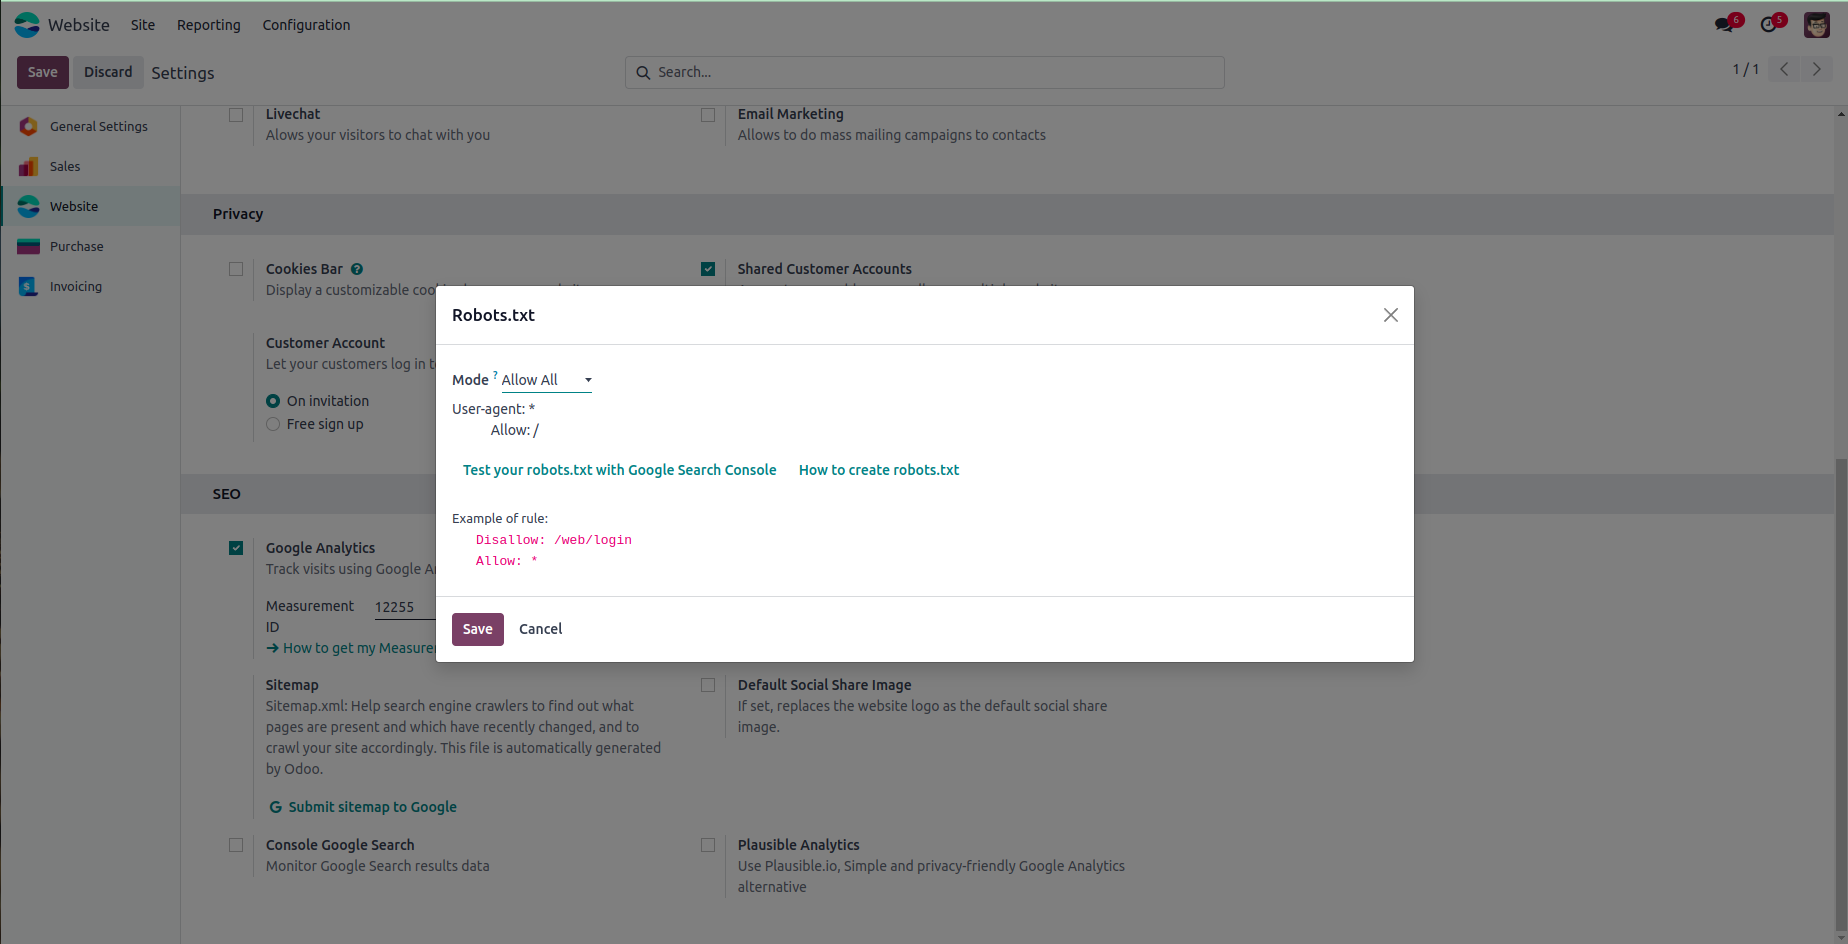 Website Site Reporting Configuration 6 5
Save Discard Settings Search... 1 / 1
General Settings
Sales
Website
Purchase
Invoicing
Livechat
Alows your visitors to chat with you
Email Marketing
Allows to do mass mailing campaigns to contacts
Privacy
Cookies Bar ?
Display a customizable
Shared Customer Accounts
Customer Account
Let your customers log in
On invitation
Free sign up
Robots.txt
Mode ? Allow All
User-agent: *
Allow: /
Test your robots.txt with Google Search Console How to create robots.txt
Example of rule:
Disallow: /web/login
Allow: *
Save Cancel
SEO
Google Analytics
Track visits using Google
Measurement 12255
ID
How to get my
Sitemap
Sitemap.xml: Help search engine crawlers to find out what
pages are present and which have recently changed, and to
crawl your site accordingly. This file is automatically generated
by Odoo.
G Submit sitemap to Google
Default Social Share Image
If set, replaces the website logo as the default social share
image.
Console Google Search
Monitor Google Search results data
Plausible Analytics
Use Plausible.io, Simple and privacy-friendly Google Analytics
alternative